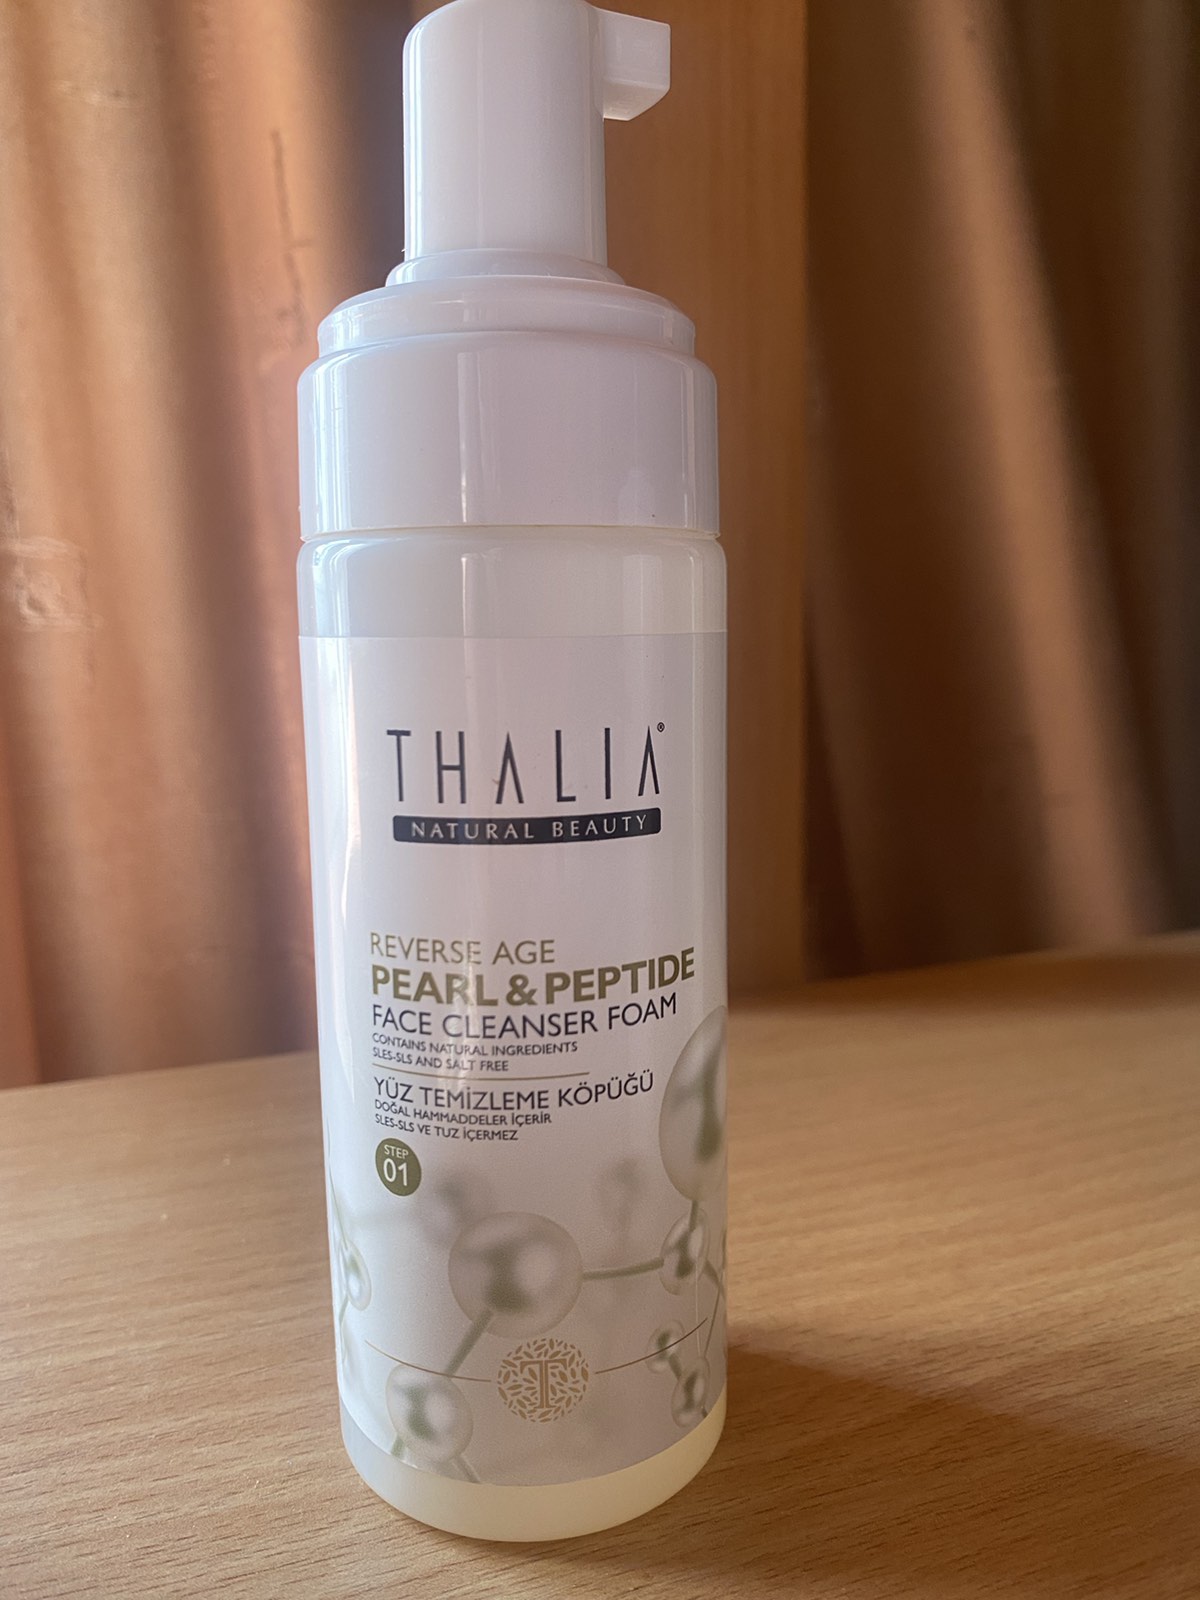 THALIA®
NATURAL BEAUTY
REVERSE AGE
PEARL & PEPTIDE
FACE CLEANSER FOAM
CONTAINS NATURAL INGREDIENTS
SLES-SLS AND SALT FREE
YÜZ TEMİZLEME KÖPÜĞÜ
DOĞAL HAMMADDELER İÇERİR
SLES-SLS VE TUZ İÇERMEZ
STEP
01
T